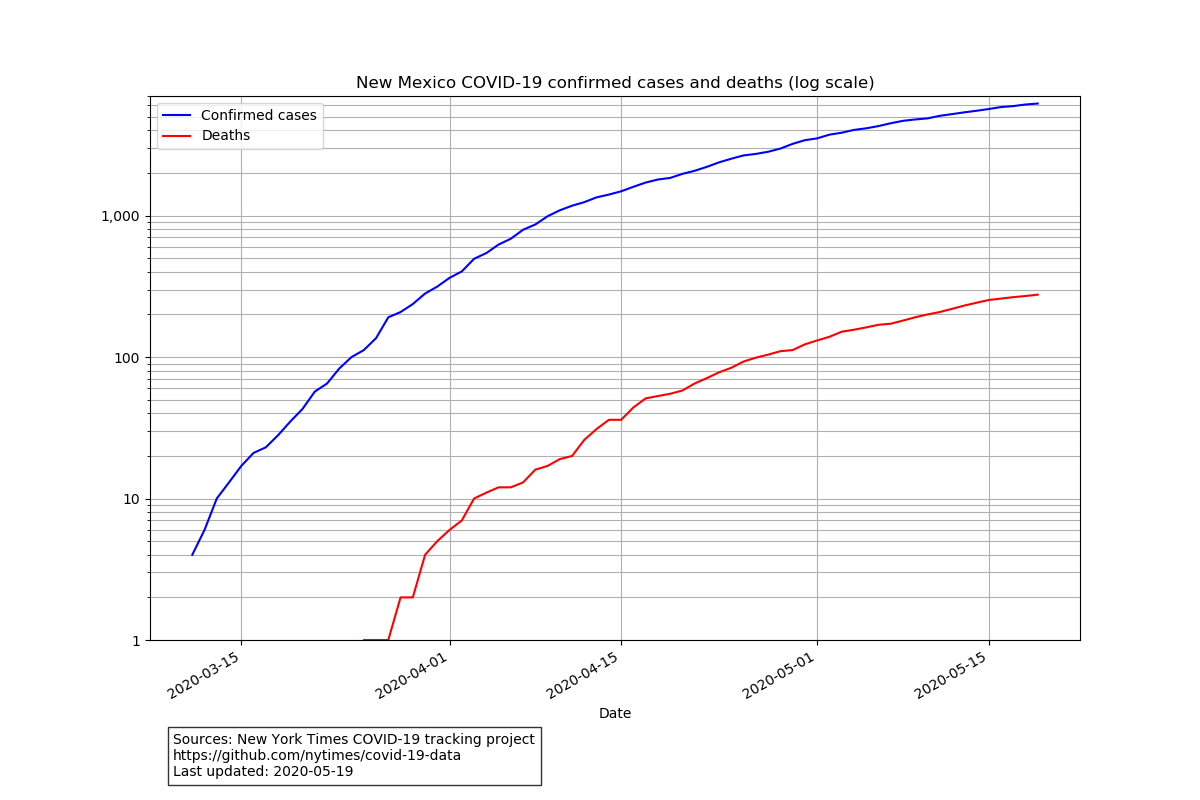 New Mexico COVID-19 confirmed cases and deaths (log scale)
Confirmed cases
Deaths
1,000
100
10
1
2020-03-15
2020-04-01
2020-04-15
2020-05-01
2020-05-15
Date
Sources: New York Times COVID-19 tracking project
https://github.com/nytimes/covid-19-data
Last updated: 2020-05-19